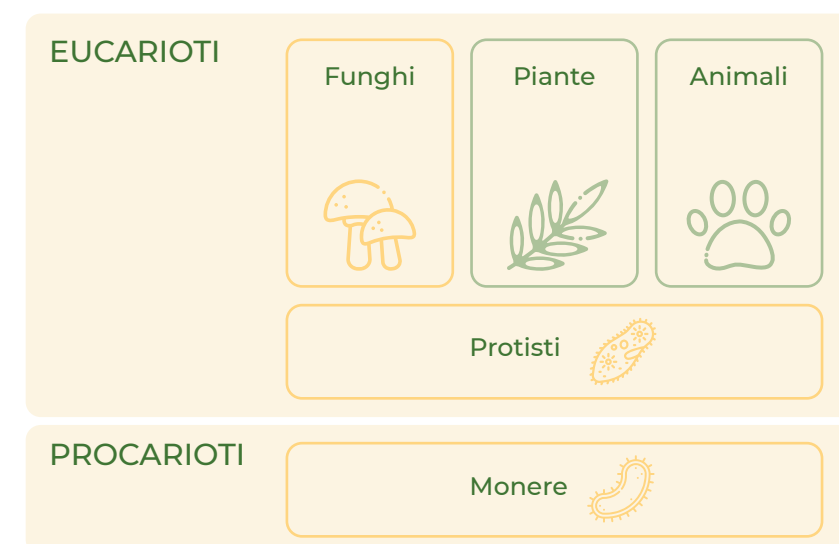 EUCARIOTI
Funghi
Piante
Animali
Protisti
PROCARIOTI
Monere